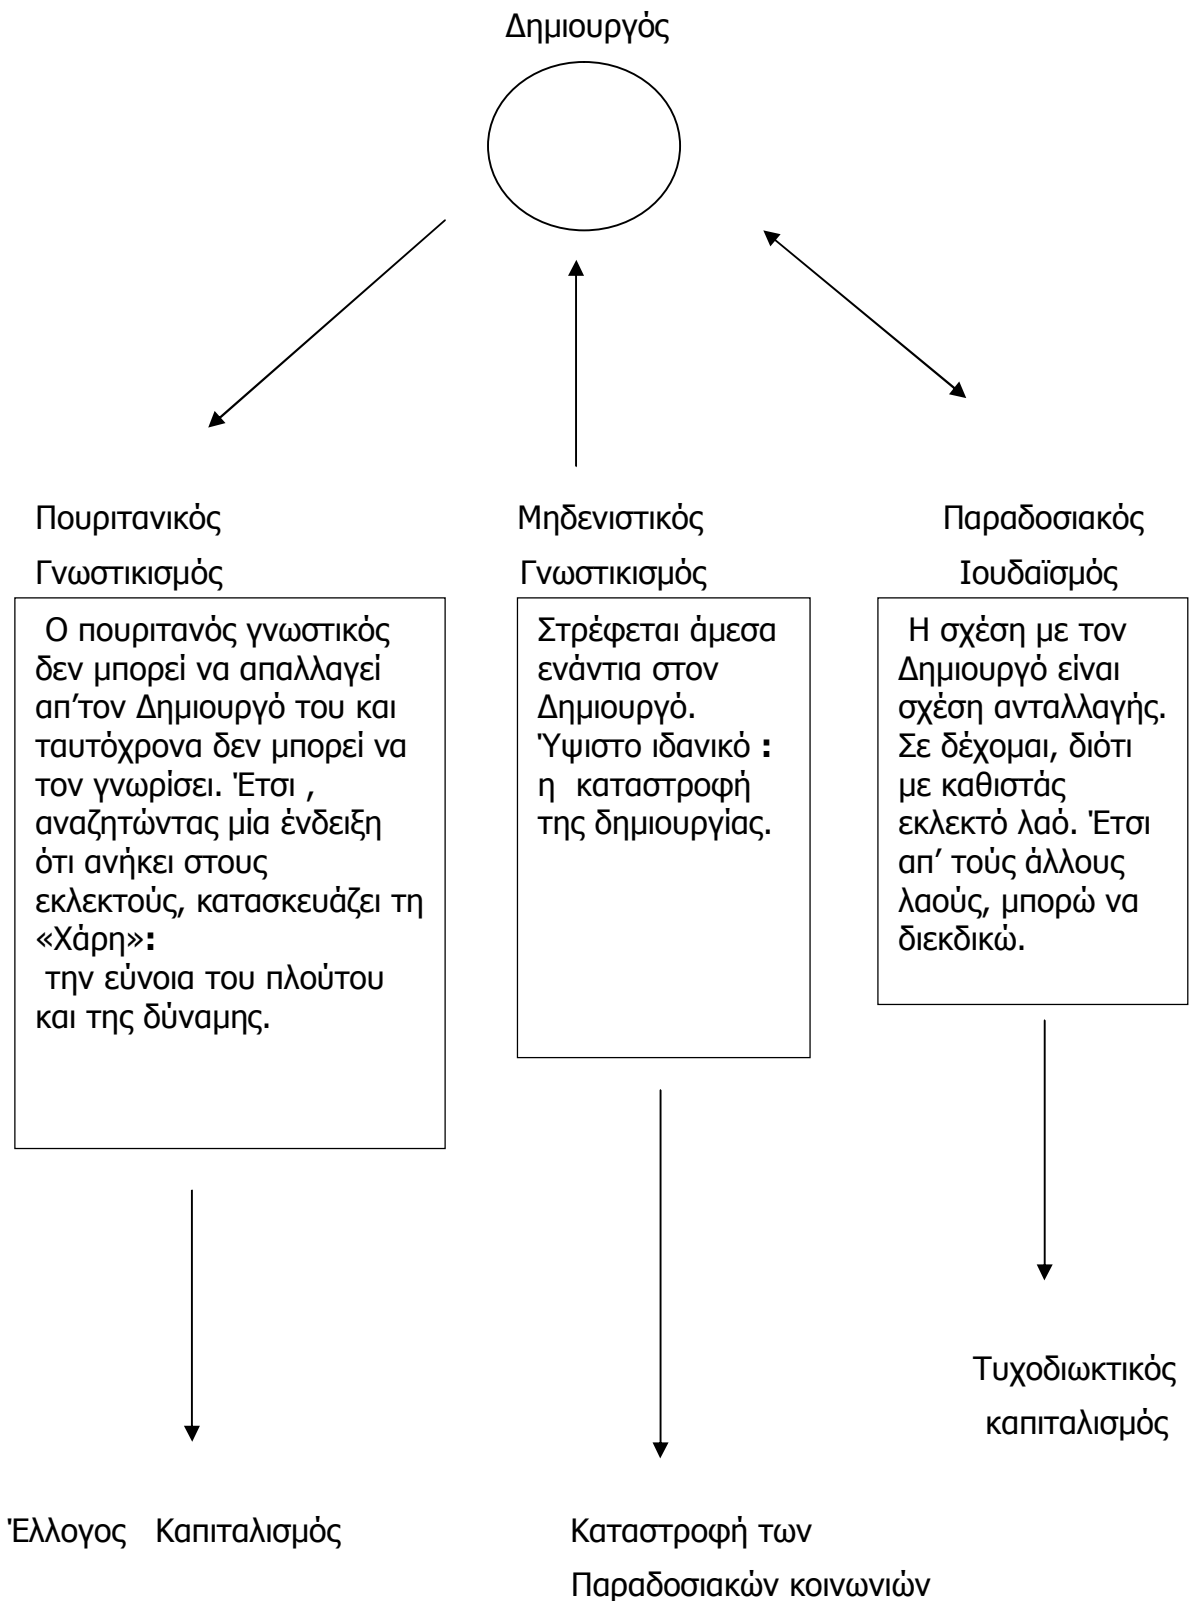 Δημιουργός
Πουριτανικός
Γνωστικισμός
Ο πουριτανός γνωστικός
δεν μπορεί να απαλλαγεί
απ’τον Δημιουργό του και
ταυτόχρονα δεν μπορεί να
τον γνωρίσει. Έτσι ,
αναζητώντας μία ένδειξη
ότι ανήκει στους
εκλεκτούς, κατασκευάζει τη
«Χάρη»:
την εύνοια του πλούτου
και της δύναμης.
Έλλογος Καπιταλισμός
Μηδενιστικός
Γνωστικισμός
Στρέφεται άμεσα
ενάντια στον
Δημιουργό.
Ύψιστο ιδανικό :
η καταστροφή
της δημιουργίας.
Καταστροφή των
Παραδοσιακών κοινωνιών
Παραδοσιακός
Ιουδαϊσμός
Η σχέση με τον
Δημιουργό είναι
σχέση ανταλλαγής.
Σε δέχομαι, διότι
με καθιστάς
εκλεκτό λαό. Έτσι
απ’ τούς άλλους
λαούς, μπορώ να
διεκδικώ.
Τυχοδιωκτικός
καπιταλισμός